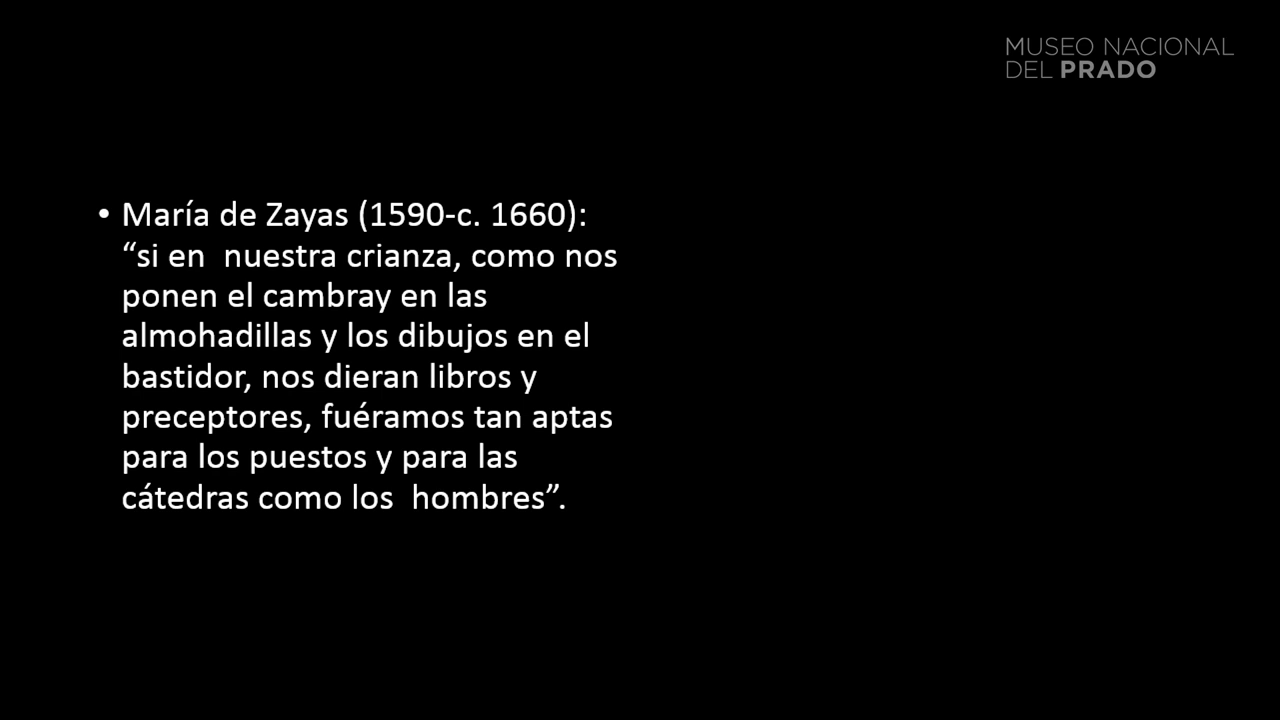 MUSEO NACIONAL
DEL PRADO
• María de Zayas (1590-c. 1660):
“si en  nuestra crianza, como nos
ponen el cambray en las
almohadillas y los dibujos en el
bastidor, nos dieran libros y
preceptores, fuéramos tan aptas
para los puestos y para las
cátedras como los  hombres”.